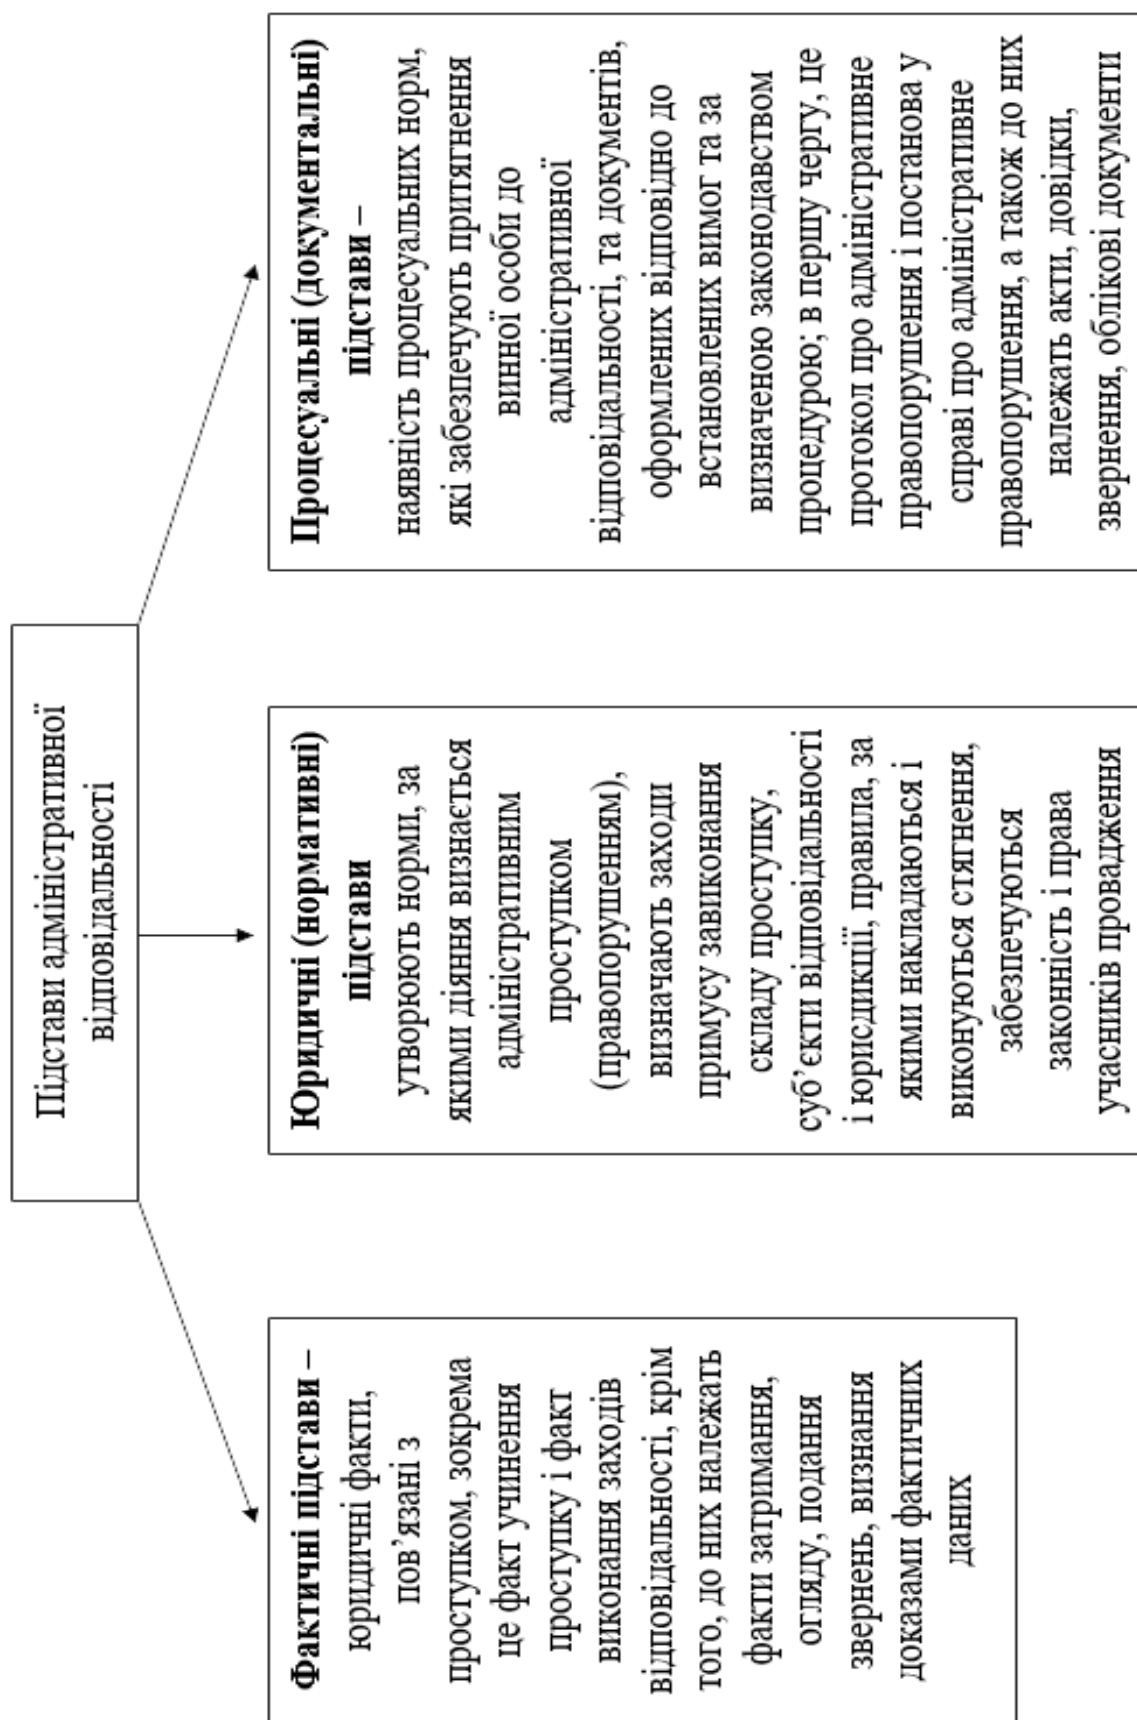 Підстави адміністративної
відповідальності
Фактичні підстави –
юридичні факти,
пов’язані з
проступком, зокрема
це факт учинення
проступку і факт
виконання заходів
відповідальності, крім
того, до них належать
факти затримання,
огляду, подання
звернень, визнання
доказами фактичних
даних
Юридичні (нормативні)
підстави
утворюють норми, за
якими діяння визнається
адміністративним
проступком
(правопорушенням),
визначають заходи
примусу завиконання
складу проступку,
суб’єкти відповідальності
і юрисдикції, правила, за
якими накладаються і
виконуються стягнення,
забезпечуються
законність і права
учасників провадження
Процесуальні (документальні)
підстави –
наявність процесуальних норм,
які забезпечують притягнення
винної особи до
адміністративної
відповідальності, та документів,
оформлених відповідно до
встановлених вимог та за
визначеною законодавством
процедурою; в першу чергу, це
протокол про адміністративне
правопорушення і постанова у
справі про адміністративне
правопорушення, а також до них
належать акти, довідки,
звернення, облікові документи